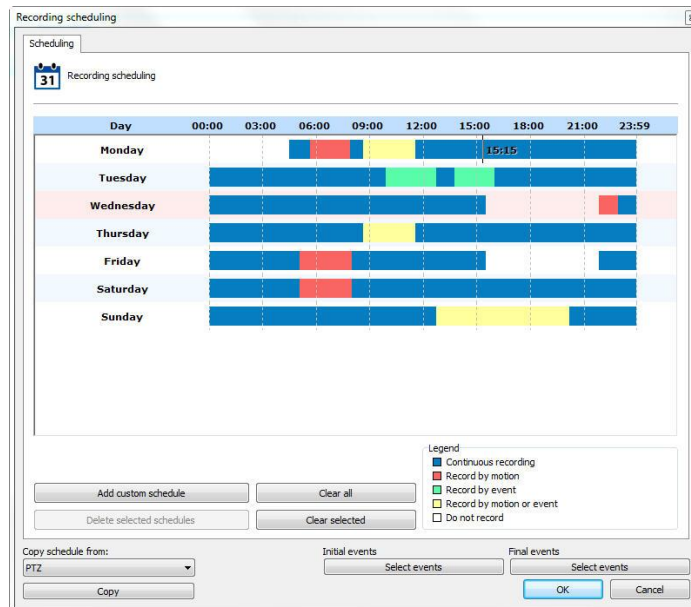 Recording scheduling
Scheduling
31 Recording scheduling
Day 00:00 03:00 06:00 09:00 12:00 15:00 18:00 21:00 23:59
Monday 15:15
Tuesday
Wednesday
Thursday
Friday
Saturday
Sunday
Legend
Continuous recording
Record by motion
Record by event
Record by motion or event
Do not record
Add custom schedule Clear all
Delete selected schedules Clear selected
Copy schedule from: Initial events Final events
PTZ Select events Select events
Copy OK Cancel